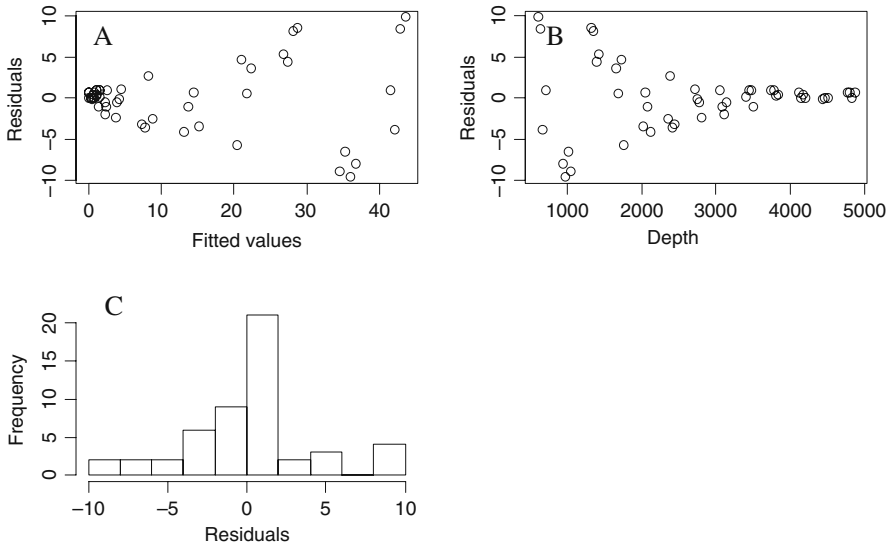 A
Residuals
10
5
0
−5
−10
0 10 20 30 40
Fitted values
B
Residuals
10
5
0
−5
−10
1000 2000 3000 4000 5000
Depth
C
Frequency
20
15
10
5
0
−10 −5 0 5 10
Residuals